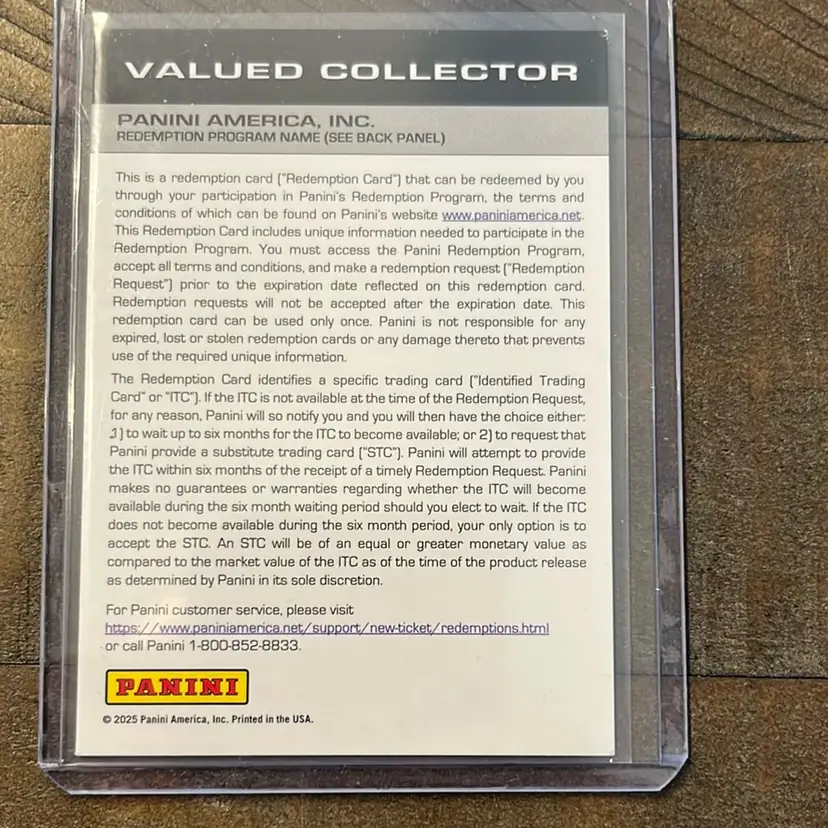 VALUED COLLECTOR
PANINI AMERICA, INC.
REDEMPTION PROGRAM NAME (SEE BACK PANEL)
This is a redemption card ("Redemption Card") that can be redeemed by you
through your participation in Panini's Redemption Program, the terms and
conditions of which can be found on Panini's website www.paniniamerica.net.
This Redemption Card includes unique information needed to participate in the
Redemption Program. You must access the Panini Redemption Program,
accept all terms and conditions, and make a redemption request ("Redemption
Request") prior to the expiration date reflected on this redemption card.
Redemption requests will not be accepted after the expiration date. This
redemption card can be used only once. Panini is not responsible for any
expired, lost or stolen redemption cards or any damage thereto that prevents
use of the required unique information.
The Redemption Card identifies a specific trading card ("Identified Trading
Card" or "ITC"). If the ITC is not available at the time of the Redemption Request,
for any reason, Panini will so notify you and you will then have the choice either:
1) to wait up to six months for the ITC to become available; or 2) to request that
Panini provide a substitute trading card ("STC"). Panini will attempt to provide
the ITC within six months of the receipt of a timely Redemption Request. Panini
makes no guarantees or warranties regarding whether the ITC will become
available during the six month waiting period should you elect to wait. If the ITC
does not become available during the six month period, your only option is to
accept the STC. An STC will be of an equal or greater monetary value as
compared to the market value of the ITC as of the time of the product release
as determined by Panini in its sole discretion.
For Panini customer service, please visit
https://www.paniniamerica.net/support/new-ticket/redemptions.html
or call Panini 1-800-852-8833.
PANINI
© 2025 Panini America, Inc. Printed in the USA.